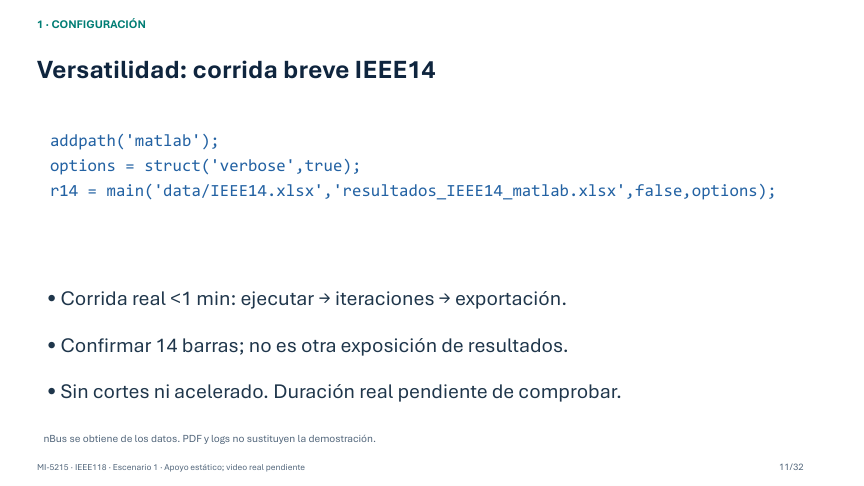 1 · CONFIGURACIÓN
Versatilidad: corrida breve IEEE14
addpath('matlab');
options = struct('verbose',true);
r14 = main('data/IEEE14.xlsx','resultados_IEEE14_matlab.xlsx',false,options);
• Corrida real <1 min: ejecutar → iteraciones → exportación.
• Confirmar 14 barras; no es otra exposición de resultados.
• Sin cortes ni acelerado. Duración real pendiente de comprobar.
nBus se obtiene de los datos. PDF y logs no sustituyen la demostración.
MI-5215 · IEEE118 · Escenario 1 · Apoyo estático; video real pendiente
11/32